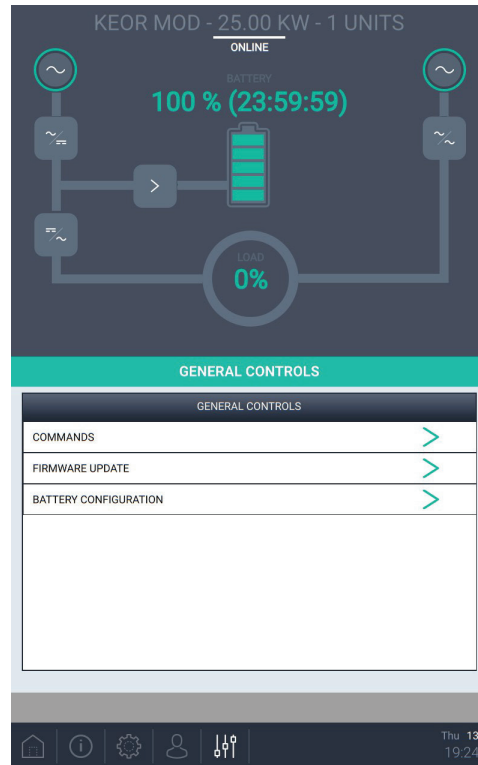 KEOR MOD - 25.00 KW - 1 UNITS
ONLINE
BATTERY
100 % (23:59:59)
LOAD
0%
GENERAL CONTROLS
GENERAL CONTROLS
COMMANDS
FIRMWARE UPDATE
BATTERY CONFIGURATION
Thu 13
19:24